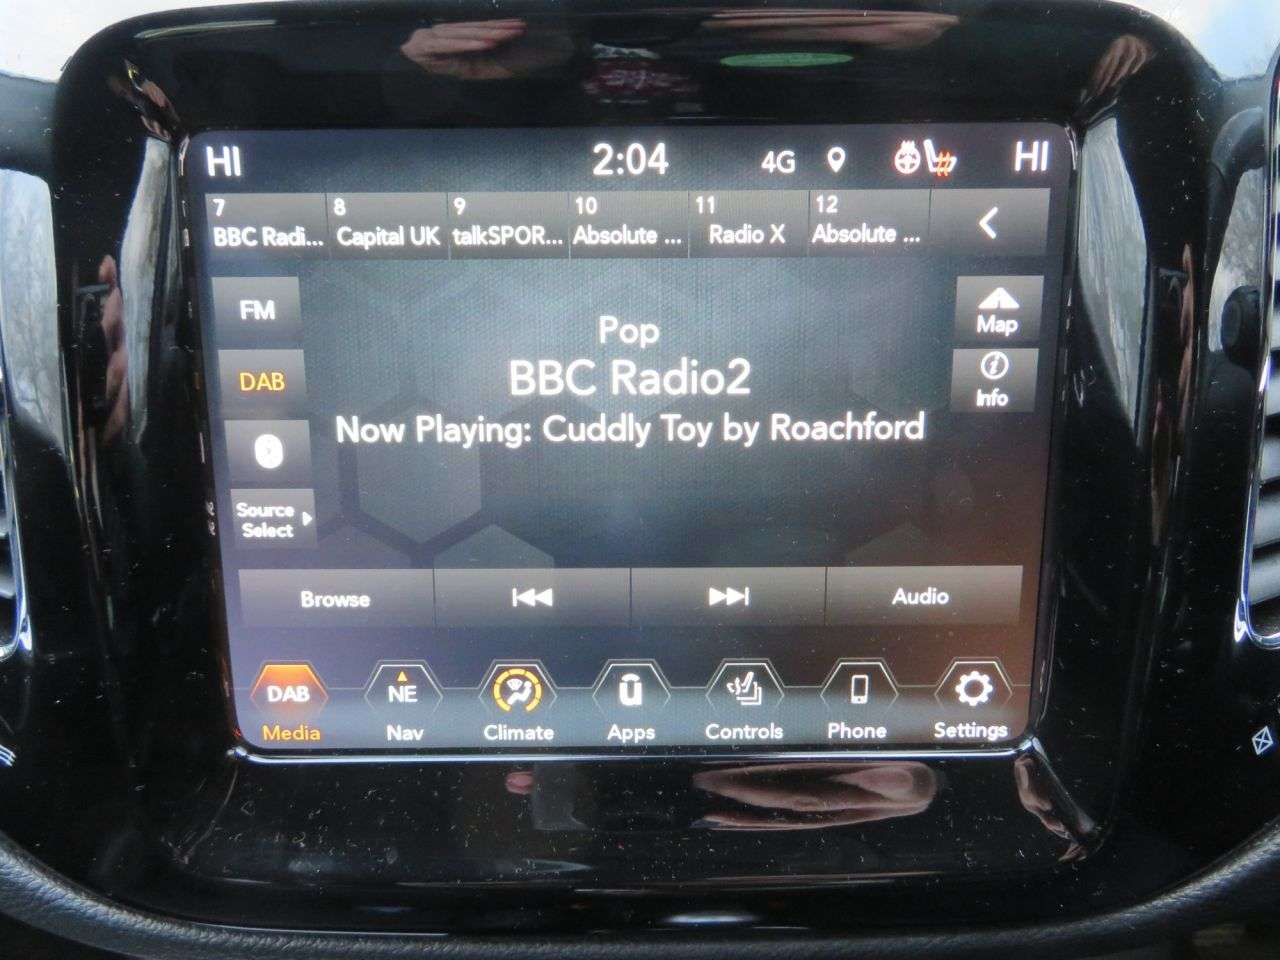 HI 2:04 4G HI
7 8 9 10 11 12
BBC Radi... Capital UK talkSPOR... Absolute ... Radio X Absolute ...
FM
DAB
Source
Select
Pop
BBC Radio2
Now Playing: Cuddly Toy by Roachford
Map
Info
Browse Audio
DAB NE
Media Nav Climate Apps Controls Phone Settings